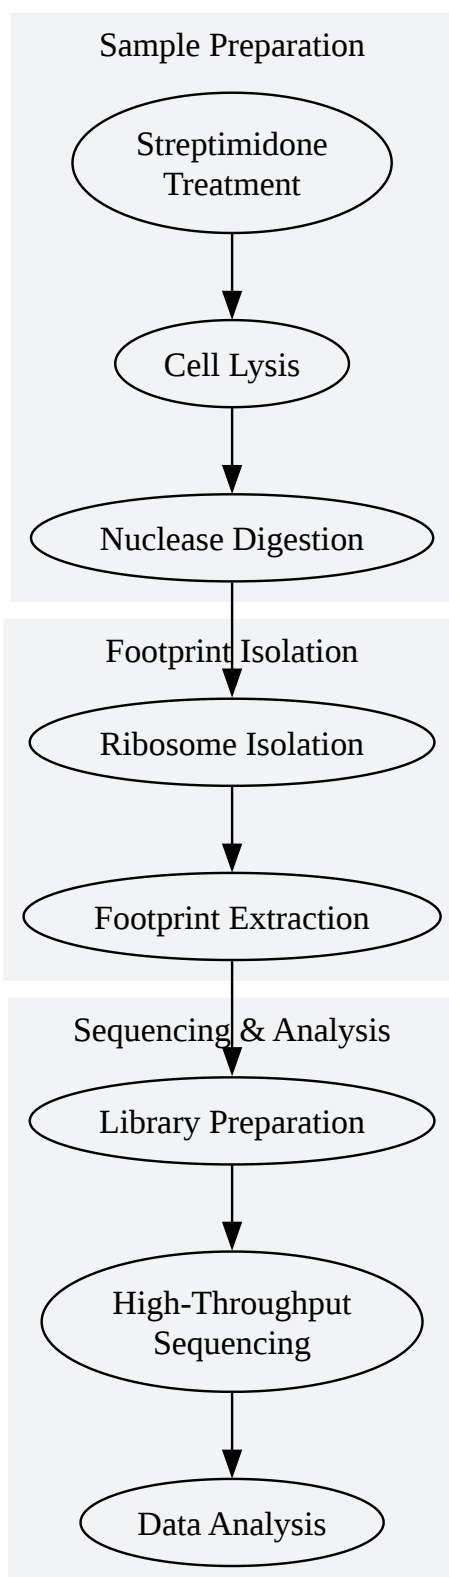 Sample Preparation
Streptimidone
Treatment
Cell Lysis
Nuclease Digestion
Footprint Isolation
Ribosome Isolation
Footprint Extraction
Sequencing & Analysis
Library Preparation
High-Throughput
Sequencing
Data Analysis